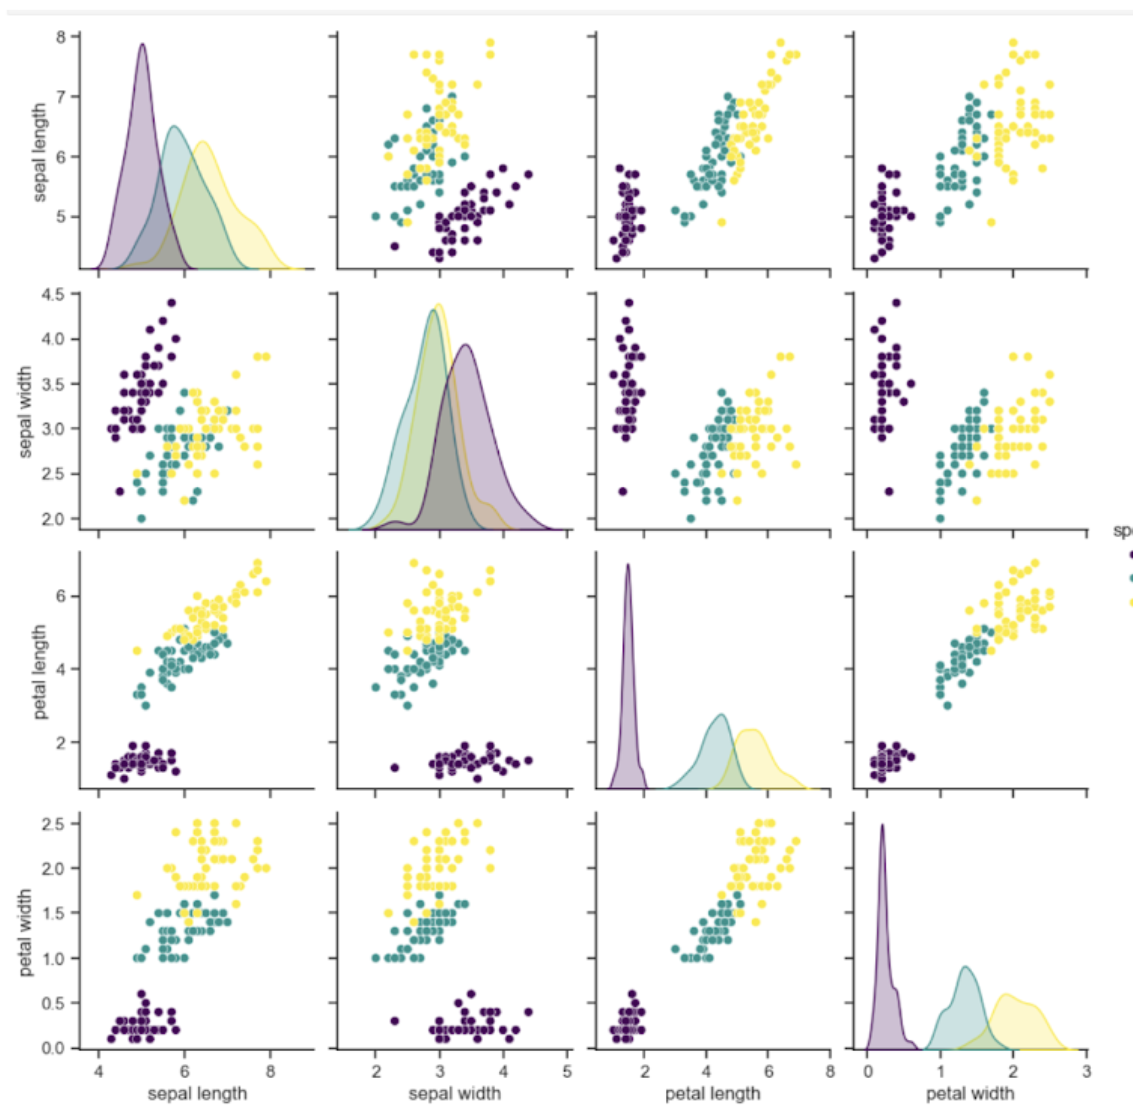 8
7
6
5
sepal length
4.5
4.0
3.5
3.0
2.5
2.0
sepal width
6
4
2
petal length
2.5
2.0
1.5
1.0
0.5
0.0
petal width
4 6 8
2 3 4 5
2 4 6 8
0 1 2 3
sepal length
sepal width
petal length
petal width